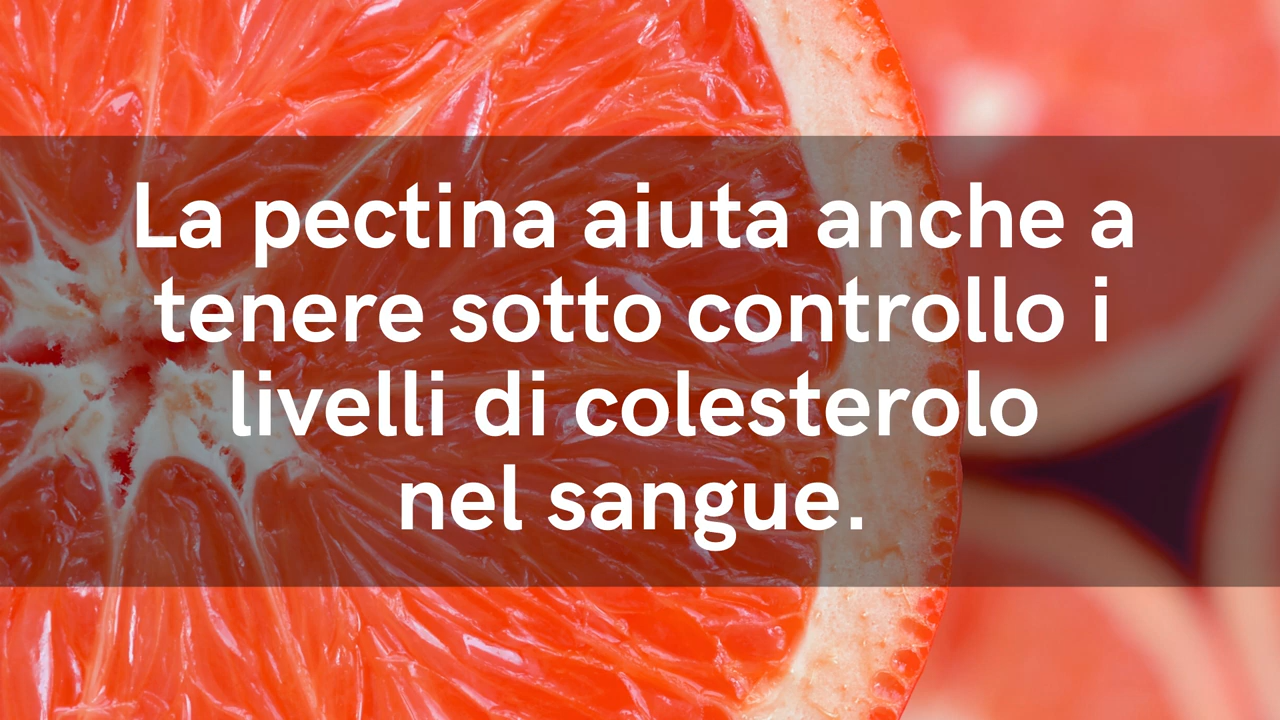 La pectina aiuta anche a
tenere sotto controllo i
livelli di colesterolo
nel sangue.